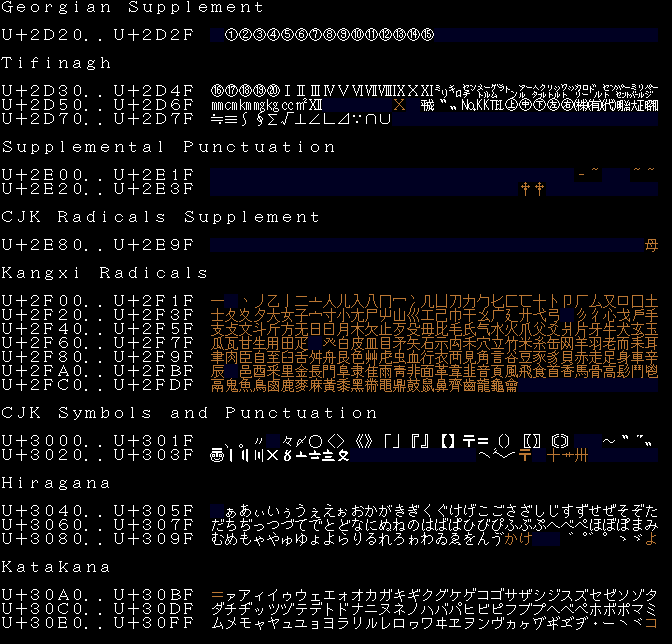 Georgian Supplement
U+2D20.. U+2D2F ①②③④⑤⑥⑦⑧⑨⑩⑪⑫⑬⑭⑮
Tifinagh
U+2D30.. U+2D4F ⑯⑰⑱⑲⑳ⅠⅡⅢⅣⅤⅥⅦⅧⅨⅩⅪ㍉㌔㌢㍍㌘㌧㌃㌶㍑㍗㌍㌦㌣㌫㍊㌻
U+2D50.. U+2D6F ㎜㎝㎞㎎㎏㏄㎡Ⅻ X ㍻〝〟№㏍℡㊤㊥㊦㊧㊨㈱㈲㈹㍾㍽㍼
U+2D70.. U+2D7F ≒≡∫∮∑√⊥∠∟⊿∵∩∪
Supplemental Punctuation
U+2E00.. U+2E1F - ~ ~ ~
U+2E20.. U+2E3F
CJK Radicals Supplement
U+2E80.. U+2E9F 母
Kangxi Radicals
U+2F00.. U+2F1F 一 丶丿乙亅二亠人儿入八冂冖冫几凵刀力勹匕匚匸十卜卩厂厶又口囗土
U+2F20.. U+2F3F 士夂夊夕大女子宀寸小尢尸屮山巛工己巾干幺广廴廾弋弓 彡彳心戈戸手
U+2F40.. U+2F5F 支攴文斗斤方无日曰月木欠止歹殳毋比毛氏气水火爪父爻爿片牙牛犬玄玉
U+2F60.. U+2F7F 瓜瓦甘生用田疋 癶白皮皿目矛矢石示禸禾穴立竹米糸缶网羊羽老而耒耳
U+2F80.. U+2F9F 聿肉臣自至臼舌舛舟艮色艸虍虫血行衣襾見角言谷豆豕豸貝赤走足身車辛
U+2FA0.. U+2FBF 辰 邑酉釆里金長門阜隶隹雨靑非面革韋韭音頁風飛食首香馬骨高髟鬥鬯
U+2FC0.. U+2FDF 鬲鬼魚鳥鹵鹿麥麻黃黍黑黹黽鼎鼓鼠鼻齊齒龍龜龠
CJK Symbols and Punctuation
U+3000.. U+301F 、。〃 々〆〇〈〉《》「」『』【】〒〓〔〕〖〗〘〙 〜〝〞〟
U+3020.. U+303F 〠〡〢〣〤〥〦〧〨〩 〒〸〹〺
Hiragana
U+3040.. U+305F ぁあぃいぅうぇえぉおかがきぎくぐけげこごさざしじすずせぜそぞた
U+3060.. U+307F だちぢっつづてでとどなにぬねのはばぱひびぴふぶぷへべぺほぼぽまみ
U+3080.. U+309F むめもゃやゅゆょよらりるれろゎわゐゑをんゔかけ ゛゜゛゜ゝゞよ
Katakana
U+30A0.. U+30BF =ァアィイゥウェエォオカガキギクグケゲコゴサザシジスズセゼソゾタ
U+30C0.. U+30DF ダチヂッツヅテデトドナニヌネノハバパヒビピフブプヘベペホボポマミ
U+30E0.. U+30FF ムメモャヤュユョヨラリルレロヮワヰヱヲンヴヵヶヷヸヹヺ・ーヽヾコ